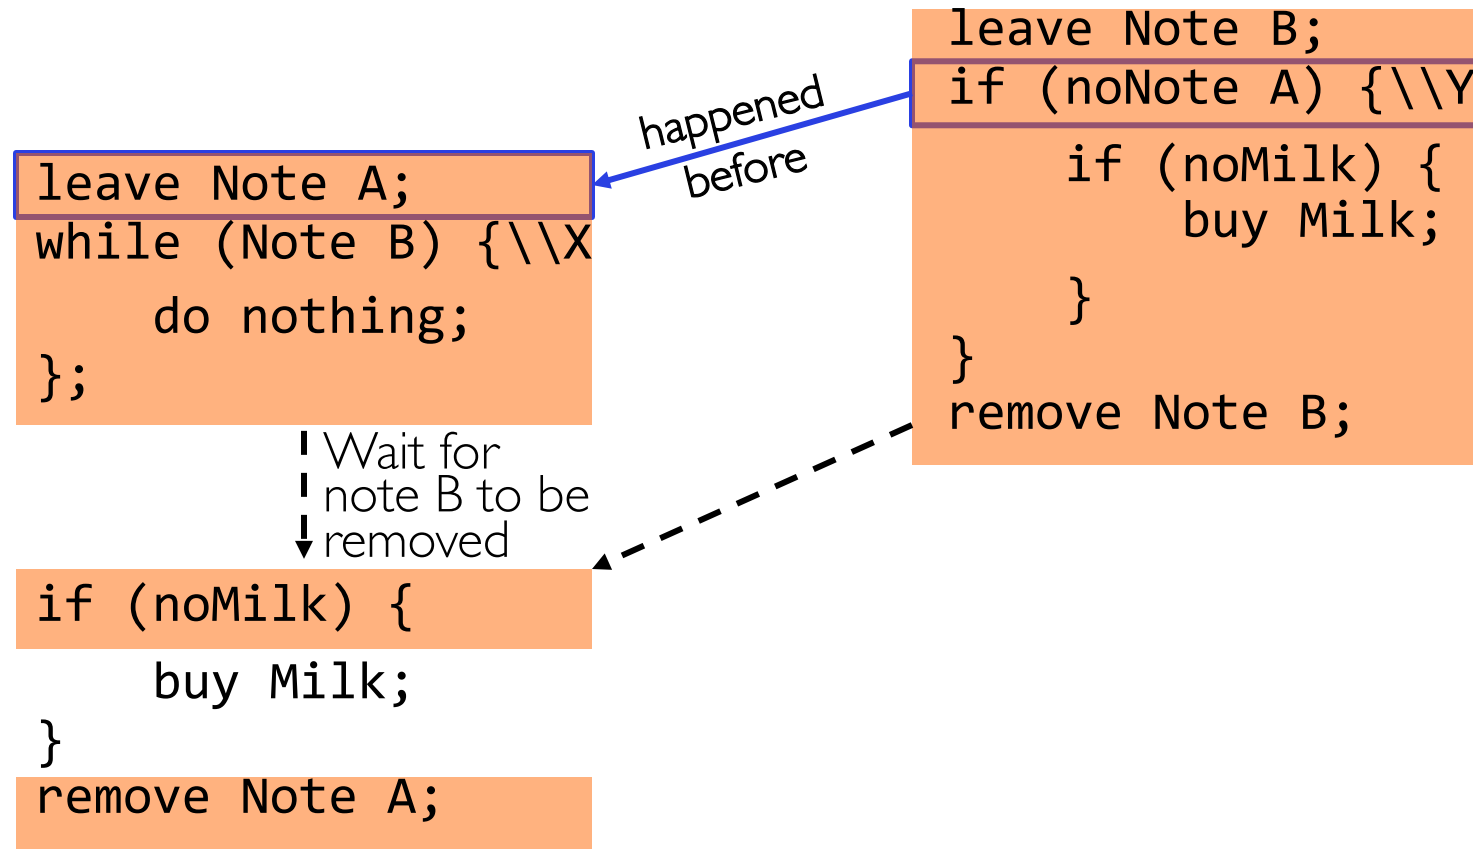 leave Note A;
while (Note B) {\\X
do nothing;
};
Wait for
note B to be
removed
if (noMilk) {
buy Milk;
}
remove Note A;
happened
before
leave Note B;
if (noNote A) {\\Y
if (noMilk) {
buy Milk;
}
}
remove Note B;